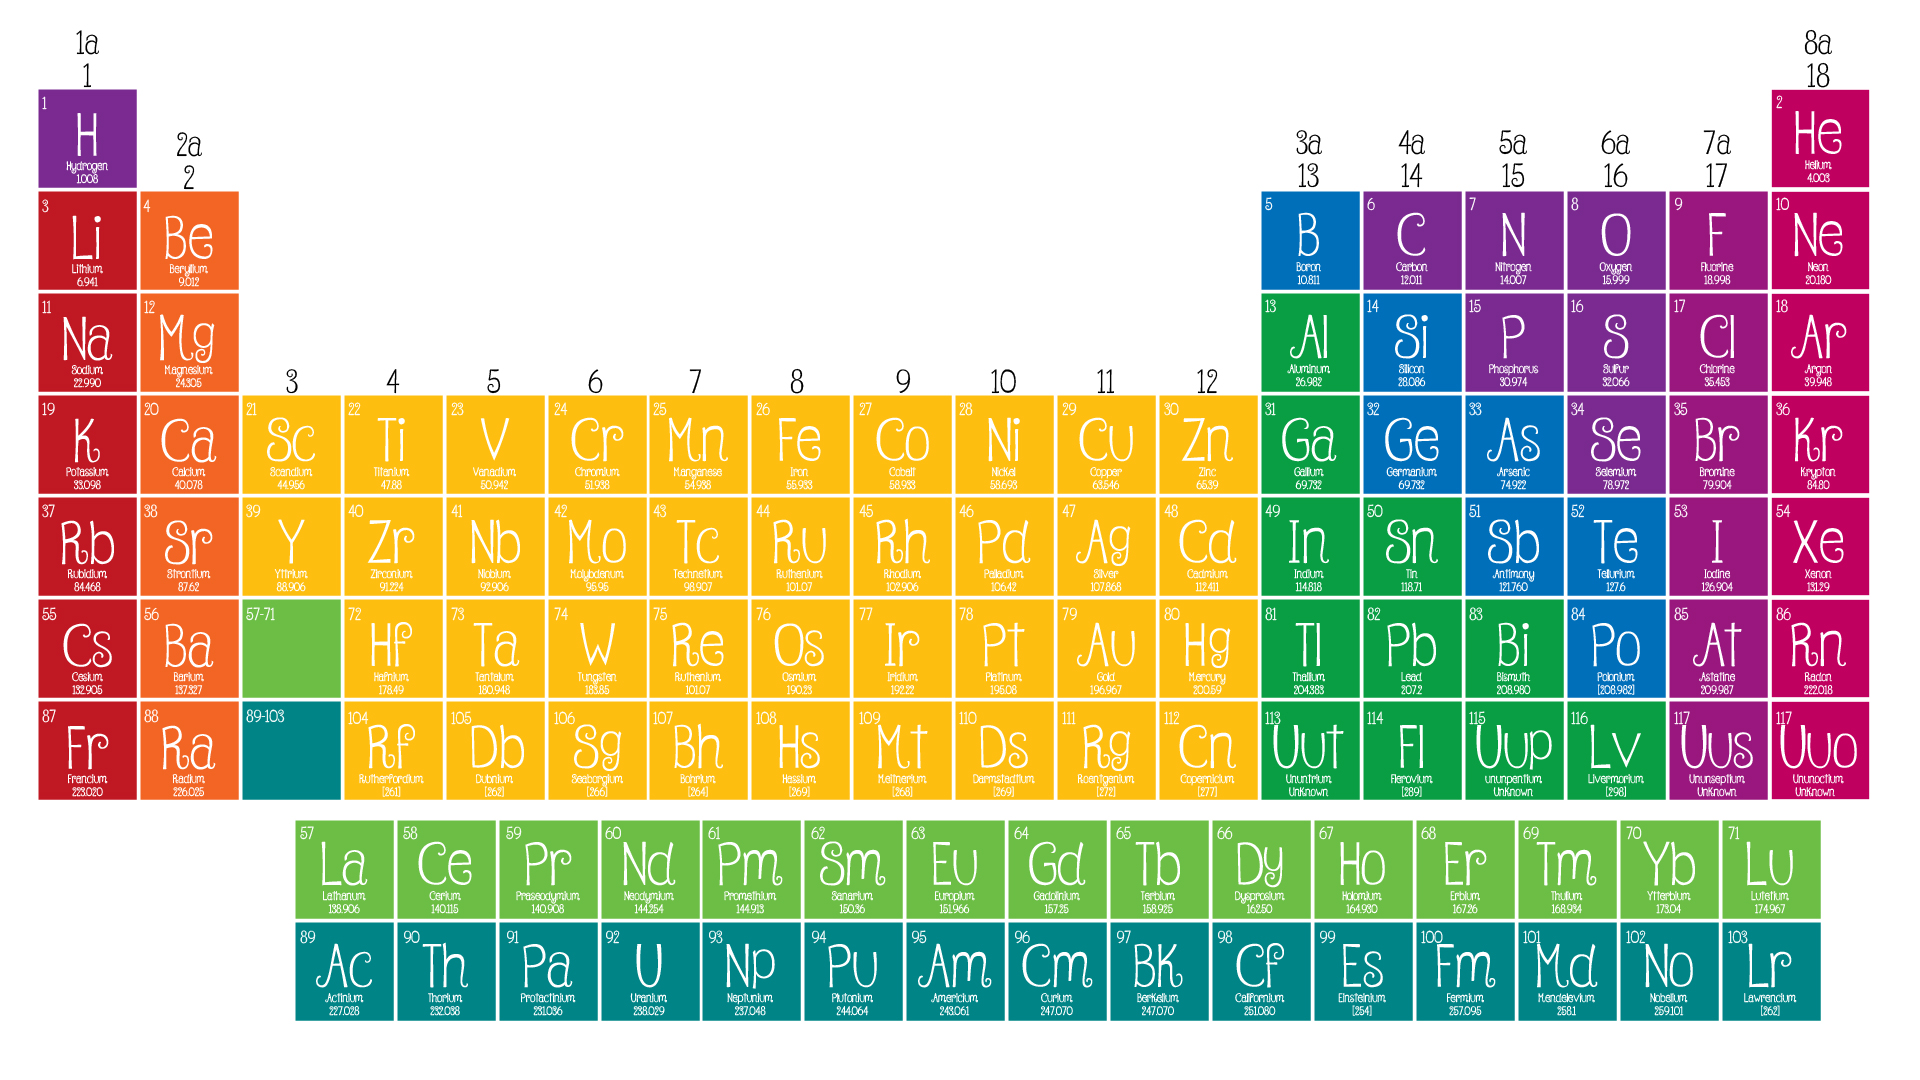 1a
1
8a
18
2a
2
3a 4a 5a 6a 7a
13 14 15 16 17
3 4 5 6 7 8 9 10 11 12
1
H
Hydrogen
1.008
2
He
Helium
4.003
3
Li
Lithium
6.941
4
Be
Beryllium
9.012
5
B
Boron
10.811
6
C
Carbon
12.011
7
N
Nitrogen
14.007
8
O
Oxygen
15.999
9
F
Fluorine
18.998
10
Ne
Neon
20.180
11
Na
Sodium
22.990
12
Mg
Magnesium
24.305
13
Al
Aluminum
26.982
14
Si
Silicon
28.086
15
P
Phosphorus
30.974
16
S
Sulfur
32.066
17
Cl
Chlorine
35.453
18
Ar
Argon
39.948
19
K
Potassium
33.098
20
Ca
Calcium
40.078
21
Sc
Scandium
44.956
22
Ti
Titanium
47.88
23
V
Vanadium
50.942
24
Cr
Chromium
51.938
25
Mn
Manganese
54.938
26
Fe
Iron
55.933
27
Co
Cobalt
58.933
28
Ni
Nickel
58.693
29
Cu
Copper
63.546
30
Zn
Zinc
65.39
31
Ga
Gallium
69.732
32
Ge
Germanium
69.732
33
As
Arsenic
74.922
34
Se
Selemium
78.972
35
Br
Bromine
79.904
36
Kr
Krypton
84.80
37
Rb
Rubidium
84.468
38
Sr
Strontium
87.62
39
Y
Yttrium
88.906
40
Zr
Zirconium
91.224
41
Nb
Niobium
92.906
42
Mo
Molybdenum
95.95
43
Tc
Technetium
98.907
44
Ru
Ruthenium
101.07
45
Rh
Rhodium
102.906
46
Pd
Palladium
106.42
47
Ag
Silver
107.868
48
Cd
Cadmium
112.411
49
In
Indium
114.818
50
Sn
Tin
118.71
51
Sb
Antimony
121.760
52
Te
Tellurium
127.6
53
I
Iodine
126.904
54
Xe
Xenon
131.29
55
Cs
Cesium
132.905
56
Ba
Barium
137.327
57-71
72
Hf
Hafnium
178.49
73
Ta
Tantalum
180.948
74
W
Tungsten
183.85
75
Re
Ruthenium
101.07
76
Os
Osmium
190.23
77
Ir
Iridium
192.22
78
Pt
Platinum
195.08
79
Au
Gold
196.967
80
Hg
Mercury
200.59
81
Tl
Thallium
204.383
82
Pb
Lead
207.2
83
Bi
Bismuth
208.980
84
Po
Polonium
[208.982]
85
At
Astatine
209.987
86
Rn
Radon
222.018
87
Fr
Francium
223.020
88
Ra
Radium
226.025
89-103
104
Rf
Rutherfordium
[261]
105
Db
Dubnium
[262]
106
Sg
Seaborgium
[266]
107
Bh
Bohrium
[264]
108
Hs
Hassium
[269]
109
Mt
Meitnerium
[268]
110
Ds
Darmstadtium
[269]
111
Rg
Roentgenium
[272]
112
Cn
Copernicium
[277]
113
Uut
Ununtrium
Unknown
114
Fl
Flerovium
[289]
115
Uup
ununpentium
Unknown
116
Lv
Livermorium
[298]
117
Uus
Ununseptium
Unknown
117
Uuo
Ununoctium
Unknown
57
La
Lathanum
138.906
58
Ce
Cerium
140.115
59
Pr
Praseodymium
140.908
60
Nd
Neodymium
144.254
61
Pm
Promethium
144.913
62
Sm
Sanarium
150.36
63
Eu
Europium
151.966
64
Gd
Gadolinium
157.25
65
Tb
Terbium
158.925
66
Dy
Dysprosium
162.50
67
Ho
Holomium
164.930
68
Er
Erbium
167.26
69
Tm
Thulium
168.934
70
Yb
Ytterbium
173.04
71
Lu
Lutetium
174.967
89
Ac
Actinium
227.028
90
Th
Thorium
232.038
91
Pa
Protactinium
231.036
92
U
Uranium
238.029
93
Np
Neptunium
237.048
94
Pu
Plutonium
244.064
95
Am
Americium
243.061
96
Cm
Curium
247.070
97
BK
Berkelium
247.070
98
Cf
Californium
251.080
99
Es
Einsteinium
[254]
100
Fm
Fermium
257.095
101
Md
Mendelevium
258.1
102
No
Nobelium
259.101
103
Lr
Lawrencium
[262]